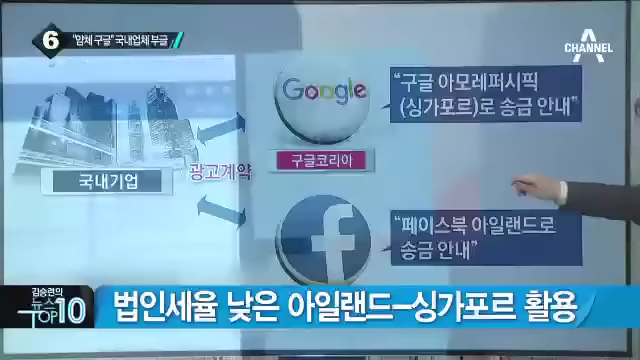 6 "얌체 구글" 국내업체 부글
CHANNEL A
Google
"구글 아모레퍼시픽
(싱가포르)로 송금 안내"
구글코리아
국내기업
광고계약
f
"페이스북 아일랜드로
송금 안내"
김승련의
뉴스
TOP10
법인세율 낮은 아일랜드-싱가포르 활용